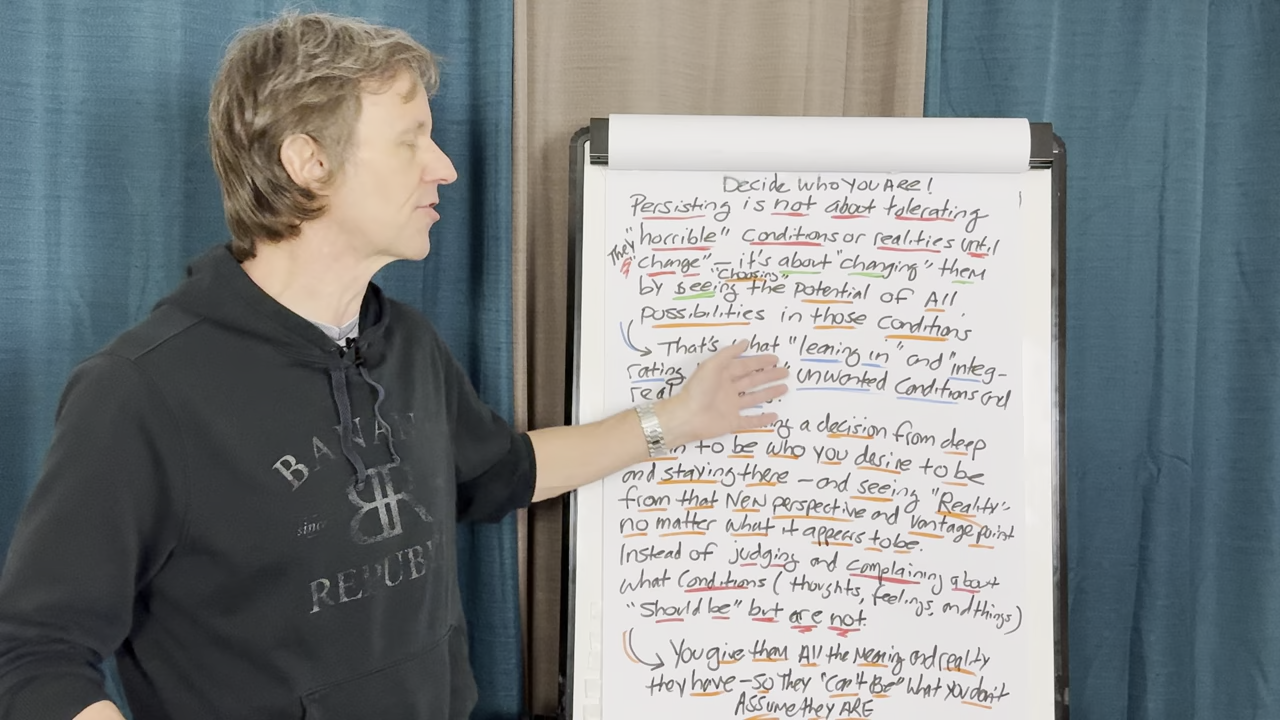 Decide Who You Are!
Persisting is not about tolerating
"horrible" conditions or realities until
They "change" – it's about "changing" them
"Choosing"
by seeing the potential of All
possibilities in those conditions
That's what "leaning in" and "integ-
rating unwanted conditions and
a decision from deep
to be who you desire to be
and staying there – and seeing "Reality"
from that New perspective and vantage point
no matter what it appears to be.
Instead of judging and complaining about
what conditions (thoughts, feelings, and things)
"should be" but are not.
You give them All the meaning and reality
they have – so They "Can't Be" what you don't
Assume they ARE
BANAN
since
BR
REPUB